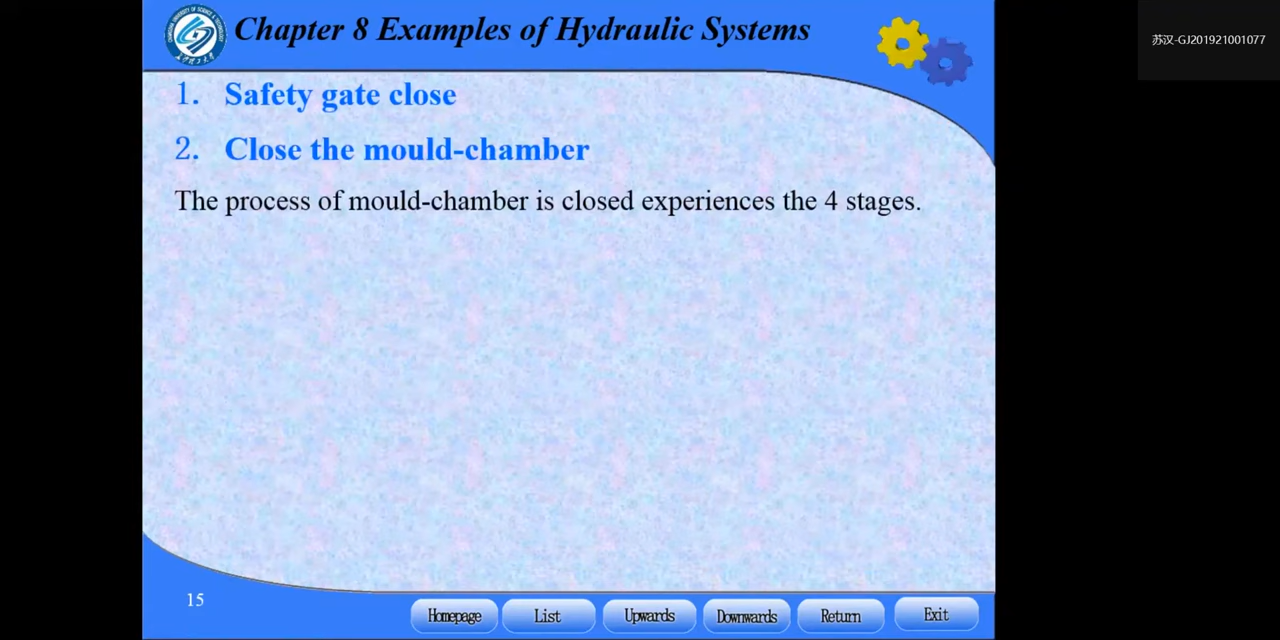 Chapter 8 Examples of Hydraulic Systems
苏汉-GJ201921001077
1. Safety gate close
2. Close the mould-chamber
The process of mould-chamber is closed experiences the 4 stages.
15
Homepage
List
Upwards
Downwards
Return
Exit